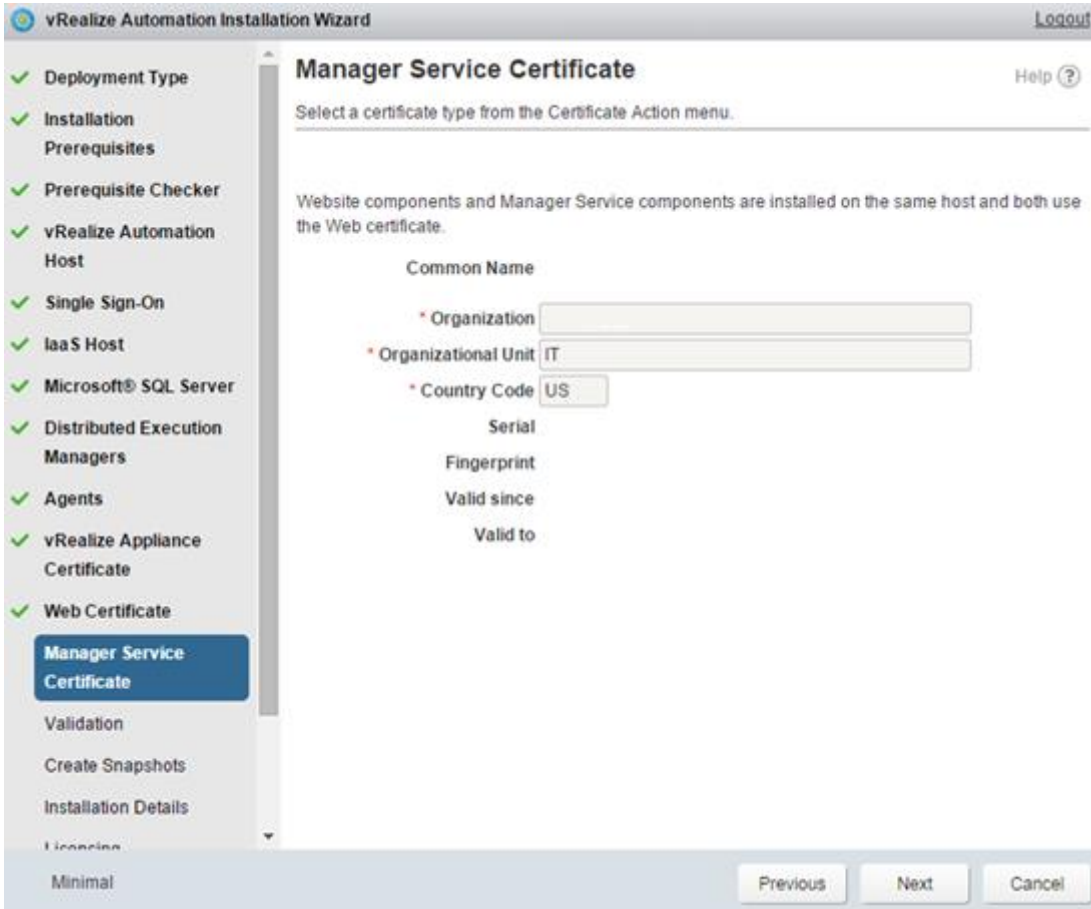 vRealize Automation Installation Wizard
Logout
Deployment Type
Installation
Prerequisites
Prerequisite Checker
vRealize Automation
Host
Single Sign-On
IaaS Host
Microsoft® SQL Server
Distributed Execution
Managers
Agents
vRealize Appliance
Certificate
Web Certificate
Manager Service
Certificate
Validation
Create Snapshots
Installation Details
Licensing
Minimal
Manager Service Certificate
Help ?
Select a certificate type from the Certificate Action menu.
Website components and Manager Service components are installed on the same host and both use
the Web certificate.
Common Name
* Organization
* Organizational Unit IT
* Country Code US
Serial
Fingerprint
Valid since
Valid to
Previous Next Cancel